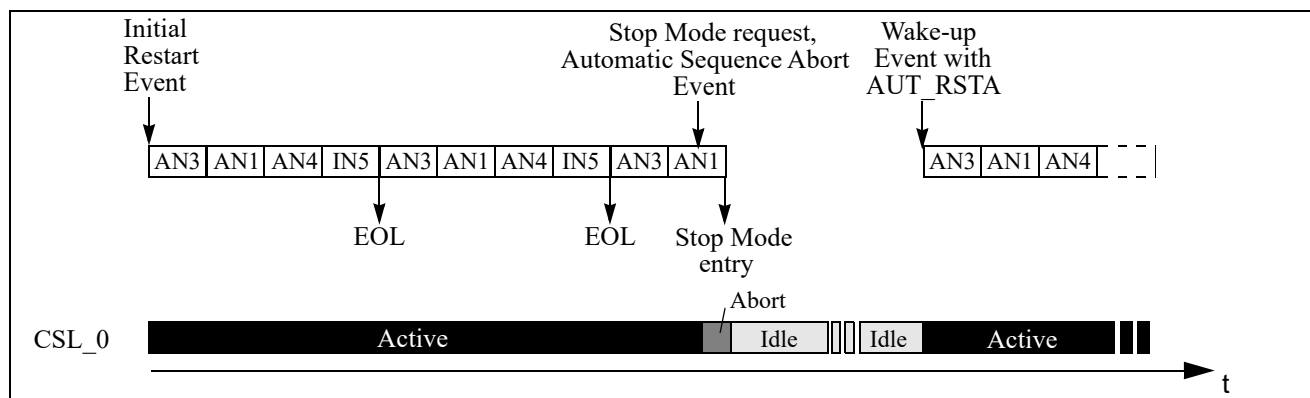 Initial
Restart
Event
Stop Mode request,
Automatic Sequence Abort
Event
Wake-up
Event with
AUT_RSTA
AN3 AN1 AN4 IN5 AN3 AN1 AN4 IN5 AN3 AN1
AN3 AN1 AN4
EOL
EOL
Stop Mode
entry
Abort
CSL_0
Active
Idle
Idle
Active
t